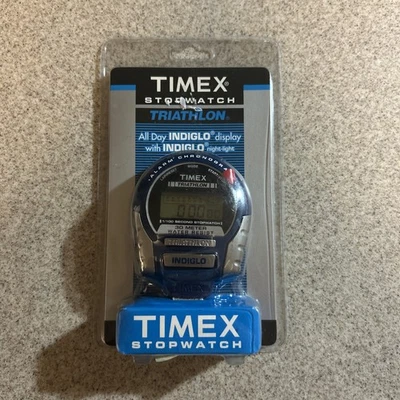 TIMEX®
STOPWATCH
TRIATHLON®
All Day INDIGLO® display
with INDIGLO® night-light
ALARM CHRONOGRAPH
TIMEX
TRIATHLON
1/100 SECOND STOPWATCH
30 METER
WATER RESIST
INDIGLO
TIMEX
STOPWATCH